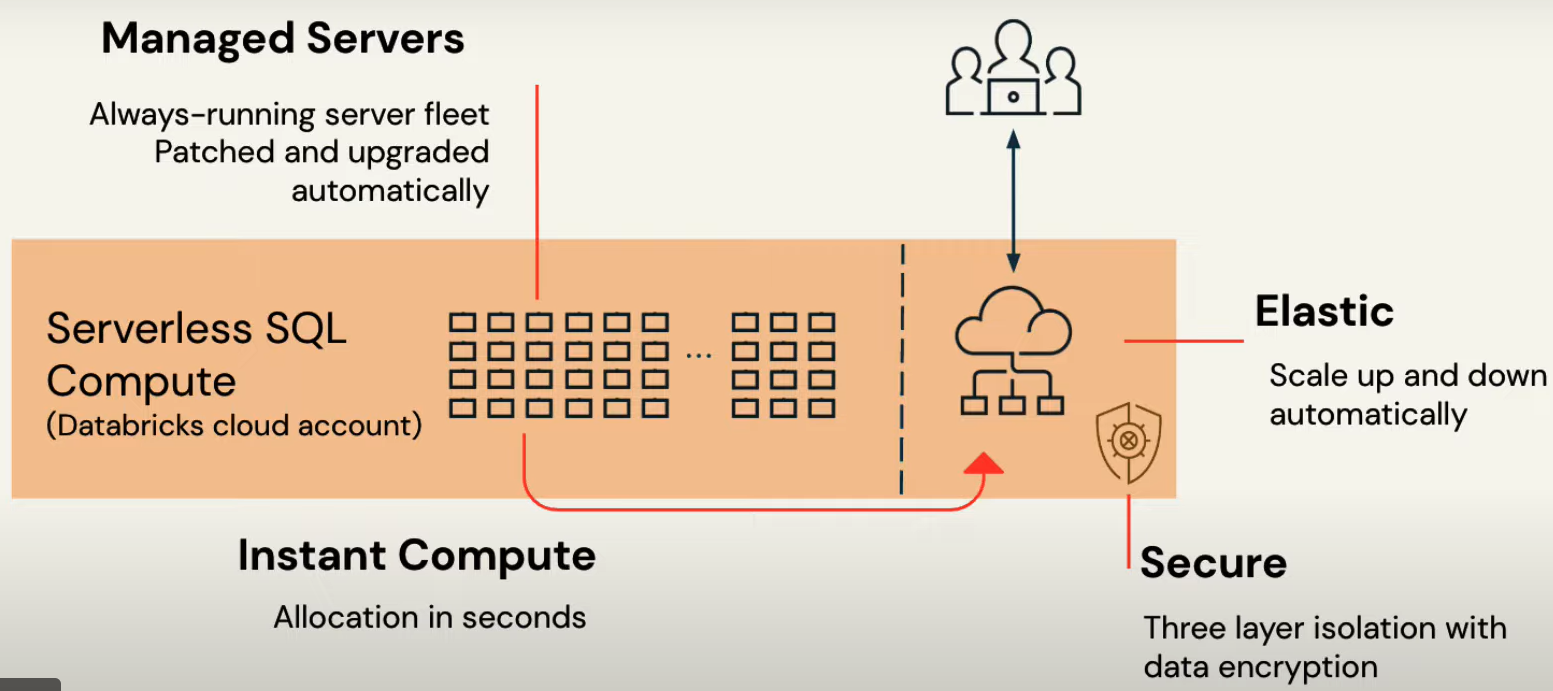 Managed Servers
Always-running server fleet
Patched and upgraded
automatically
Serverless SQL
Compute
(Databricks cloud account)
...
Elastic
Scale up and down
automatically
Instant Compute
Allocation in seconds
Secure
Three layer isolation with
data encryption